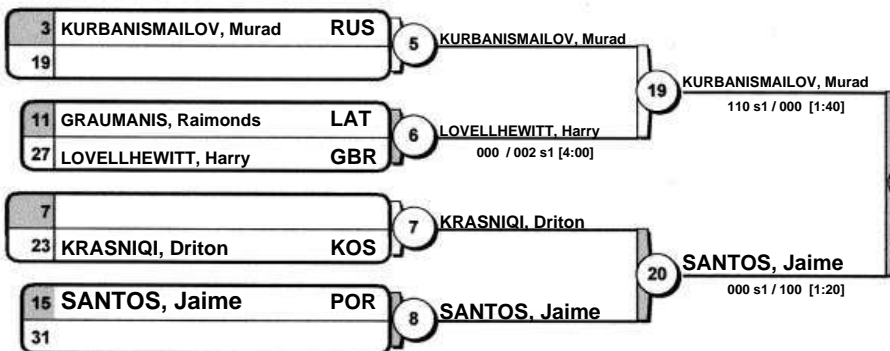 3 KURBANISMAILOV, Murad RUS
19
5 KURBANISMAILOV, Murad
11 GRAUMANIS, Raimonds LAT
27 LOVELLHEWITT, Harry GBR
6 LOVELLHEWITT, Harry
000 / 002 s1 [4:00]
19 KURBANISMAILOV, Murad
110 s1 / 000 [1:40]
7
23 KRASNIQI, Driton KOS
7 KRASNIQI, Driton
15 SANTOS, Jaime POR
31
8 SANTOS, Jaime
20 SANTOS, Jaime
000 s1 / 100 [1:20]